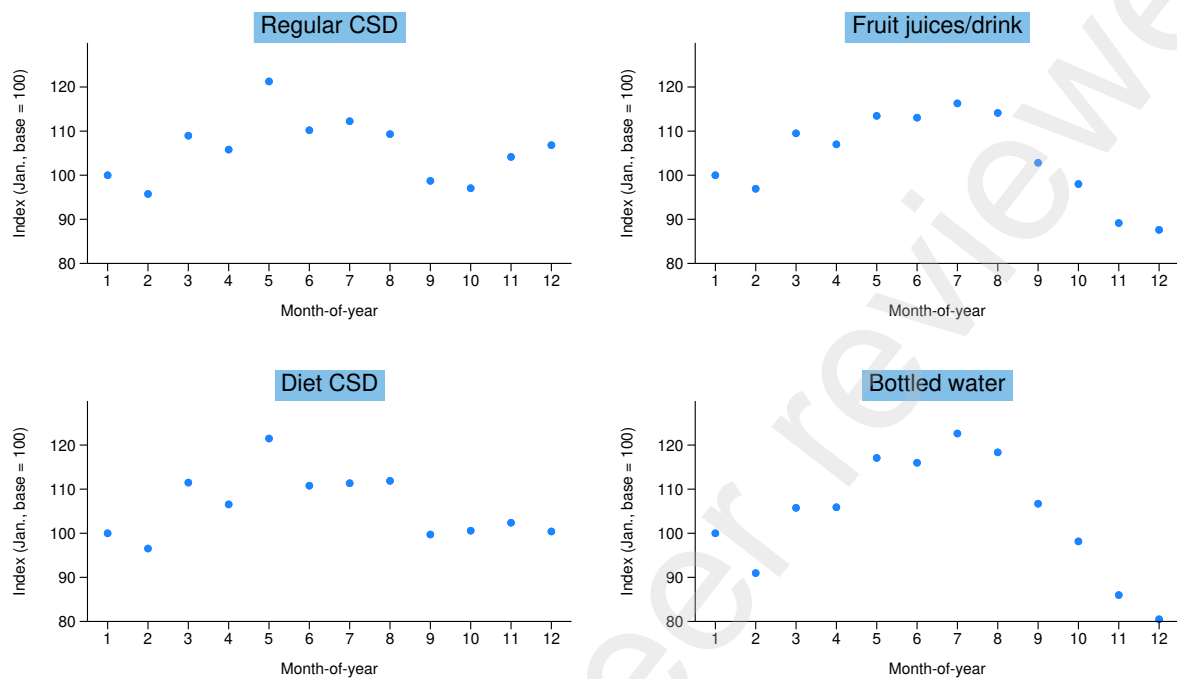 Regular CSD
Index (Jan., base = 100)
120
110
100
90
80
1 2 3 4 5 6 7 8 9 10 11 12
Month-of-year
Fruit juices/drink
Index (Jan., base = 100)
120
110
100
90
80
1 2 3 4 5 6 7 8 9 10 11 12
Month-of-year
Diet CSD
Index (Jan., base = 100)
120
110
100
90
80
1 2 3 4 5 6 7 8 9 10 11 12
Month-of-year
Bottled water
Index (Jan., base = 100)
120
110
100
90
80
1 2 3 4 5 6 7 8 9 10 11 12
Month-of-year